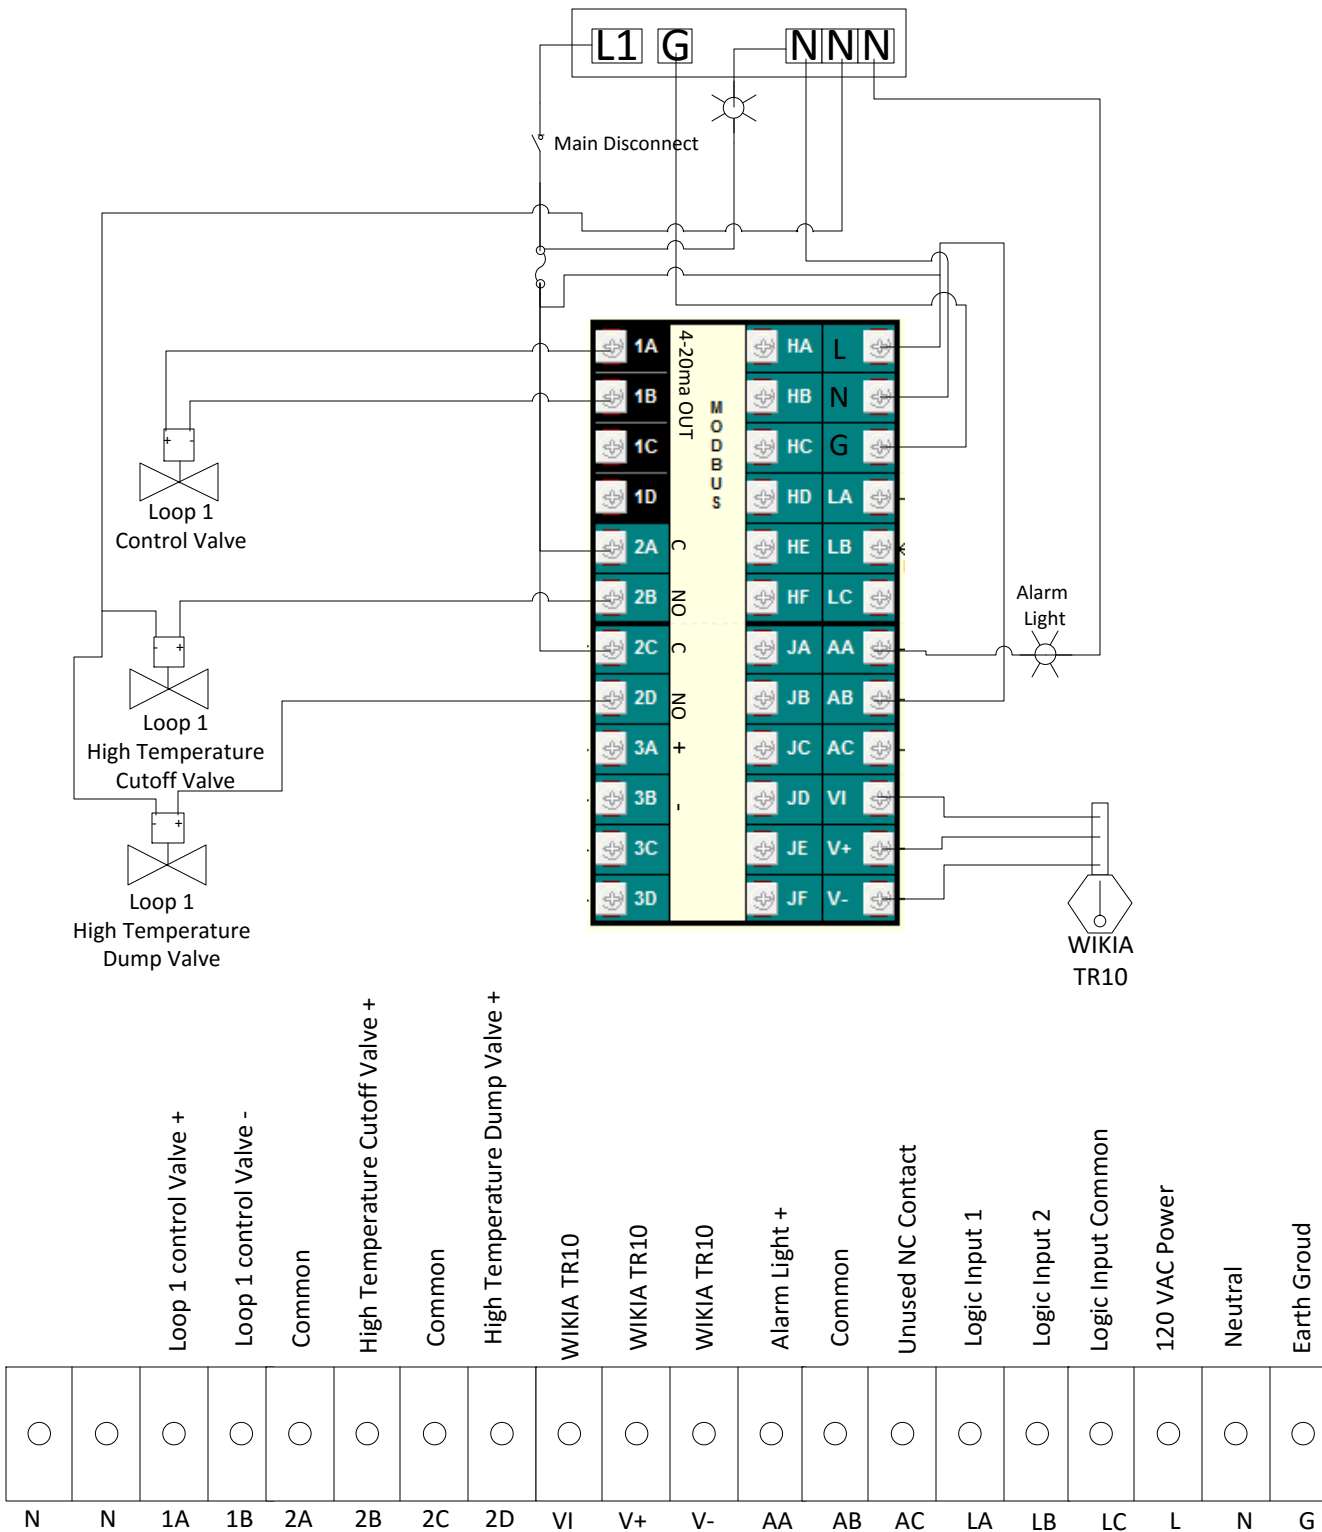 L1 G N N N
Main Disconnect
1A
1B
1C
1D
2A
2B
2C
2D
3A
3B
3C
3D
4-20ma OUT
C
NO
C
NO
+
-
MODBUS
HA L
HB N
HC G
HD LA
HE LB
HF LC
JA AA
JB AB
JC AC
JD VI
JE V+
JF V-
+ -
Loop 1
Control Valve
- +
Loop 1
High Temperature
Cutoff Valve
- +
Loop 1
High Temperature
Dump Valve
Alarm
Light
WIKIA
TR10
Loop 1 control Valve +
Loop 1 control Valve -
Common
High Temperature Cutoff Valve +
Common
High Temperature Dump Valve +
WIKIA TR10
WIKIA TR10
WIKIA TR10
Alarm Light +
Common
Unused NC Contact
Logic Input 1
Logic Input 2
Logic Input Common
120 VAC Power
Neutral
Earth Groud
N N 1A 1B 2A 2B 2C 2D VI V+ V- AA AB AC LA LB LC L N G